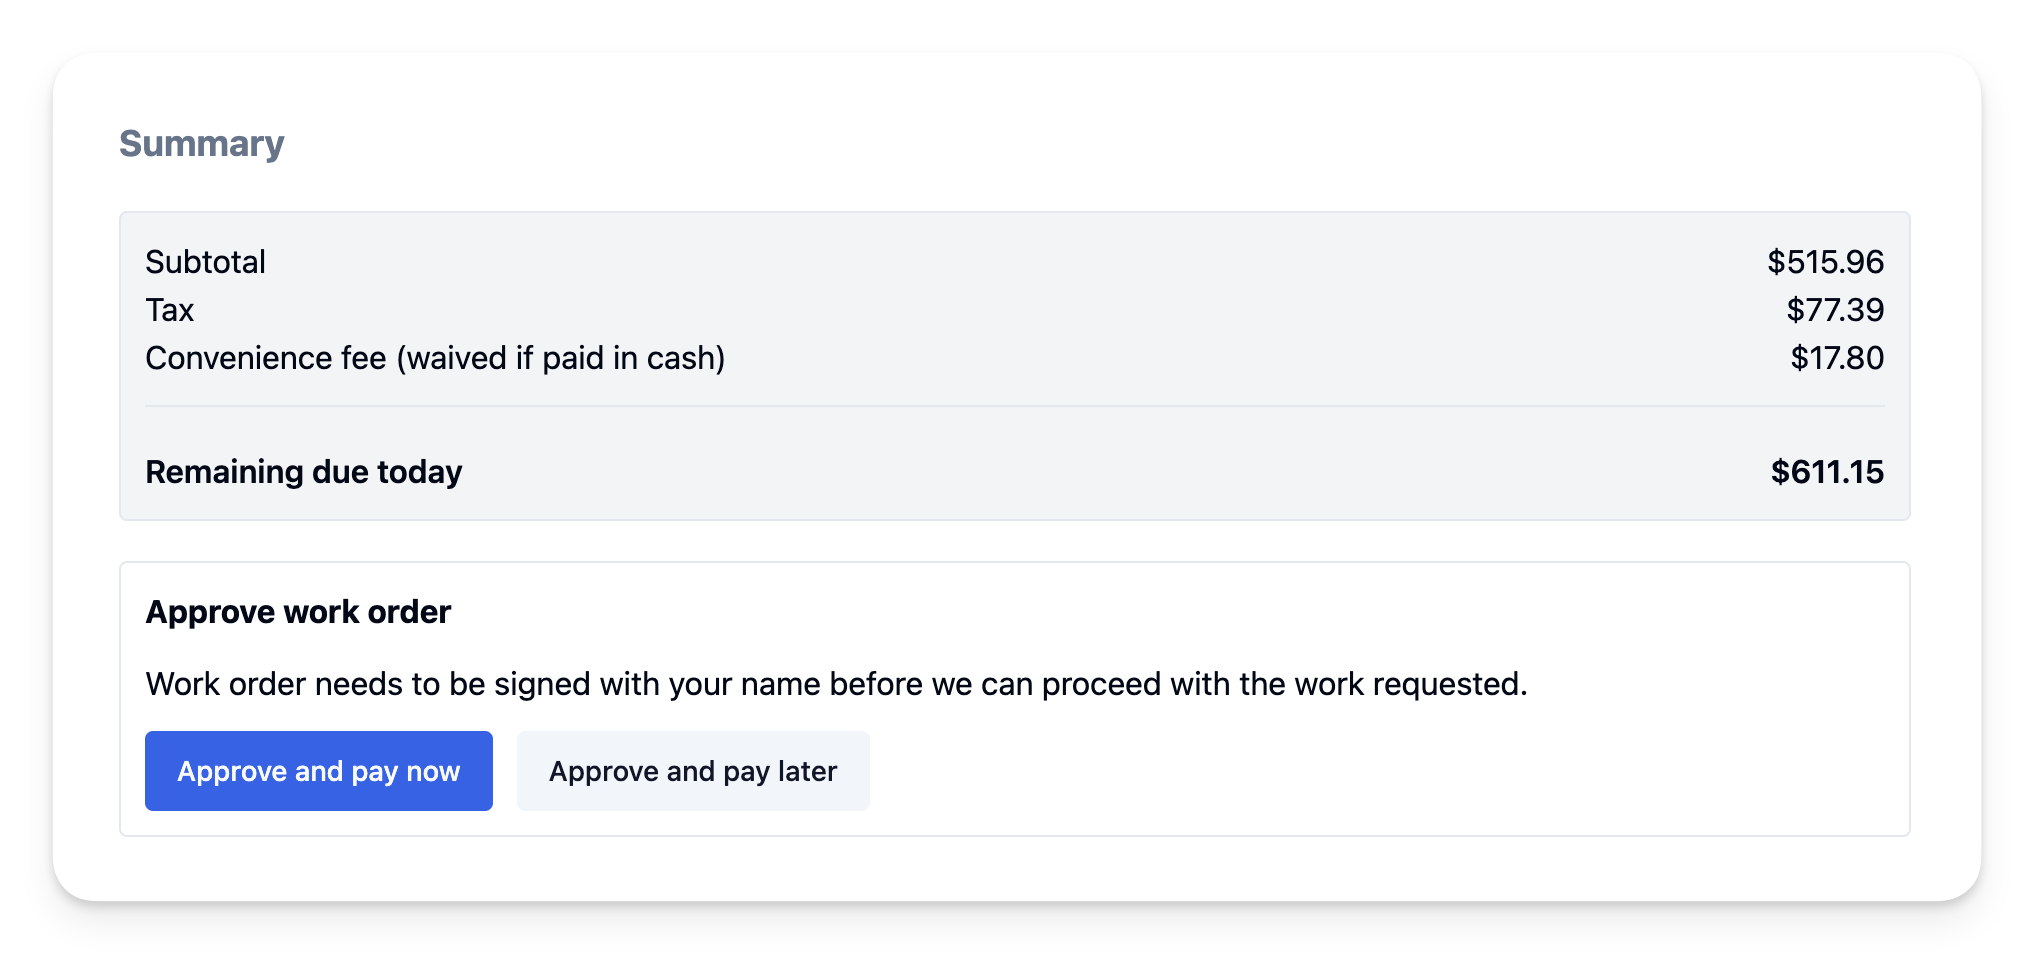 Summary
Subtotal $515.96
Tax $77.39
Convenience fee (waived if paid in cash) $17.80
Remaining due today $611.15
Approve work order
Work order needs to be signed with your name before we can proceed with the work requested.
Approve and pay now Approve and pay later